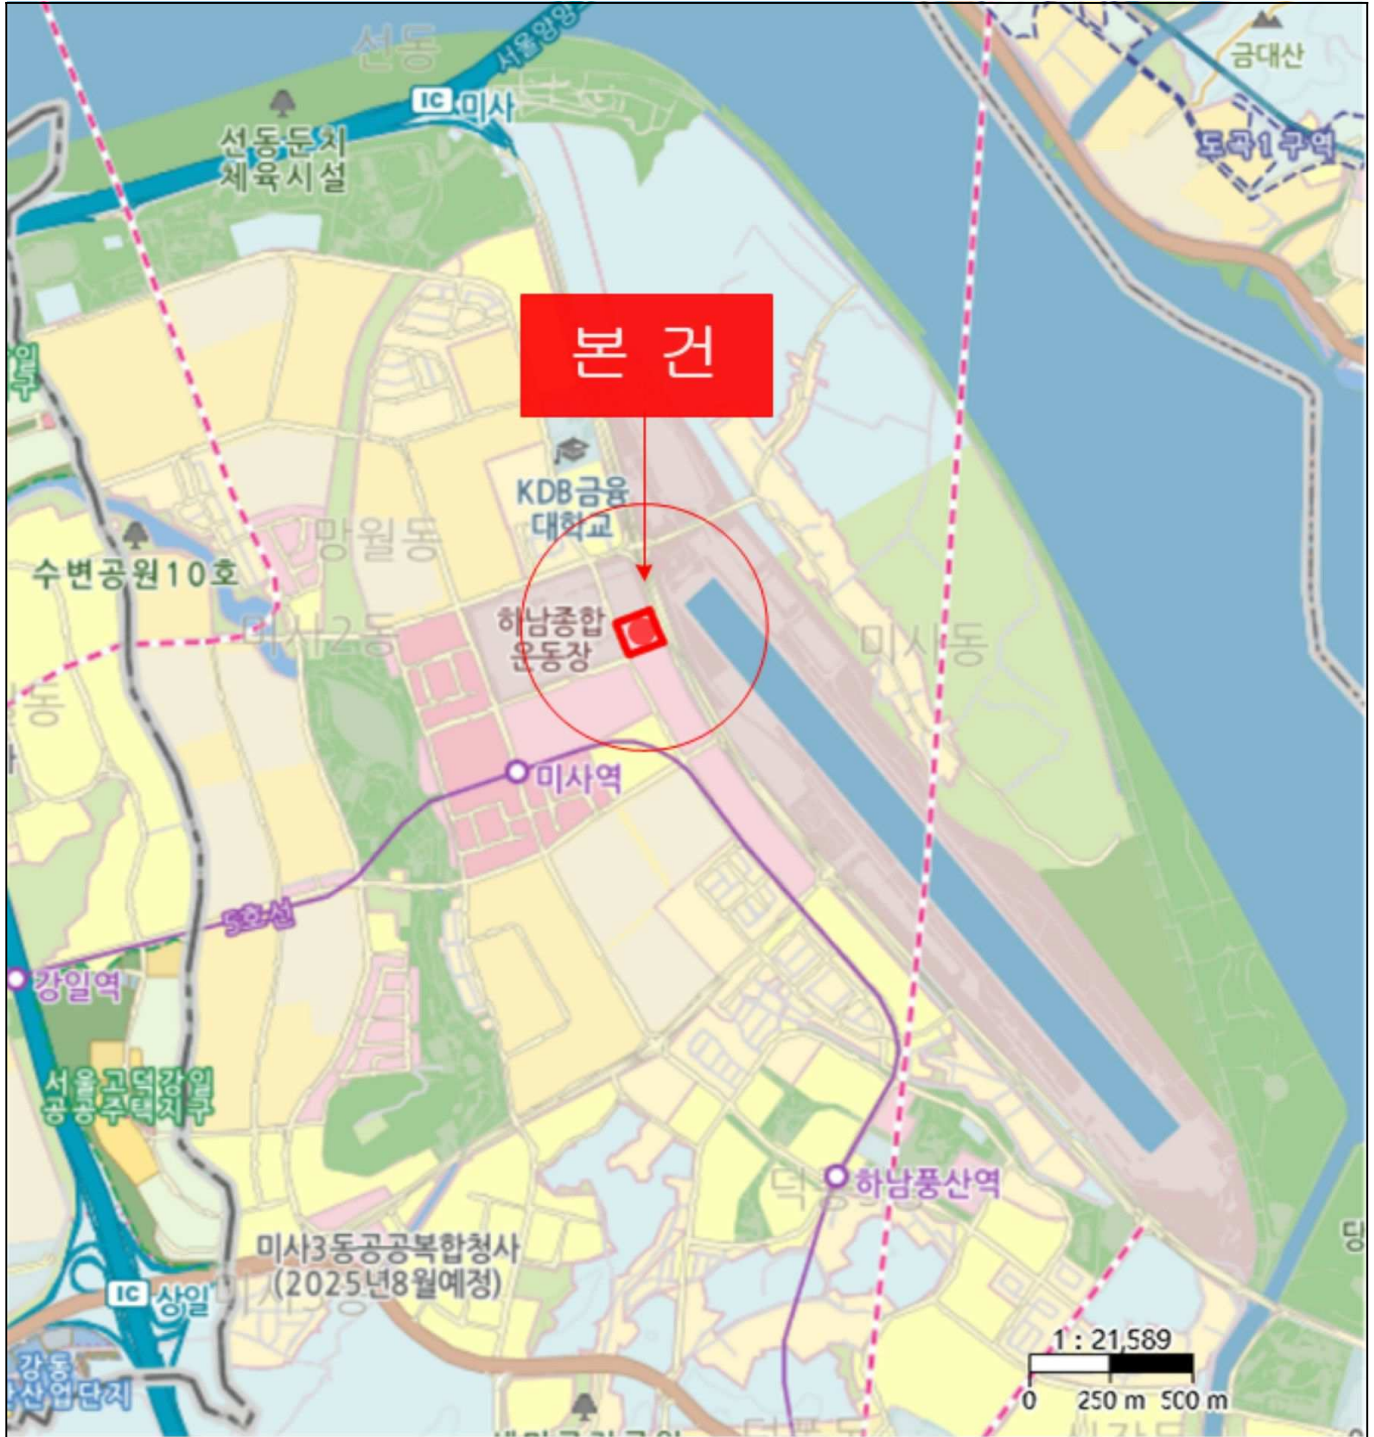 선동
서울양양
금대산
IC 미사
선동둔치
체육시설
도곡1구역
본 건
KDB금융
대학교
망월동
수변공원10호
하남종합
운동장
미사2동
미사동
동
미사역
5호선
강일역
서울고덕강일
공공주택지구
하남풍산역
미사3동공공복합청사
(2025년8월예정)
IC 상일
미사3동
1 : 21,589
강동
산업단지
0 250 m 500 m